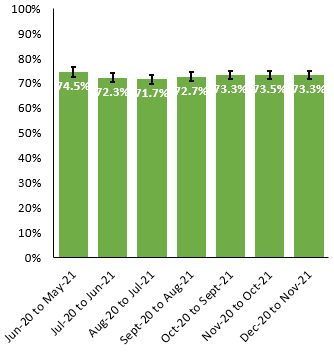 100%
90%
80%
70%
60%
50%
40%
30%
20%
10%
0%
74.5%
72.3%
71.7%
72.7%
73.3%
73.5%
73.3%
Jun-20 to May-21
Jul-20 to Jun-21
Aug-20 to Jul-21
Sept-20 to Aug-21
Oct-20 to Sept-21
Nov-20 to Oct-21
Dec-20 to Nov-21